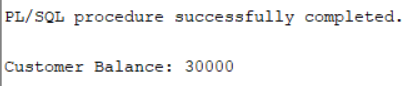 PL/SQL procedure successfully completed.
Customer Balance: 30000